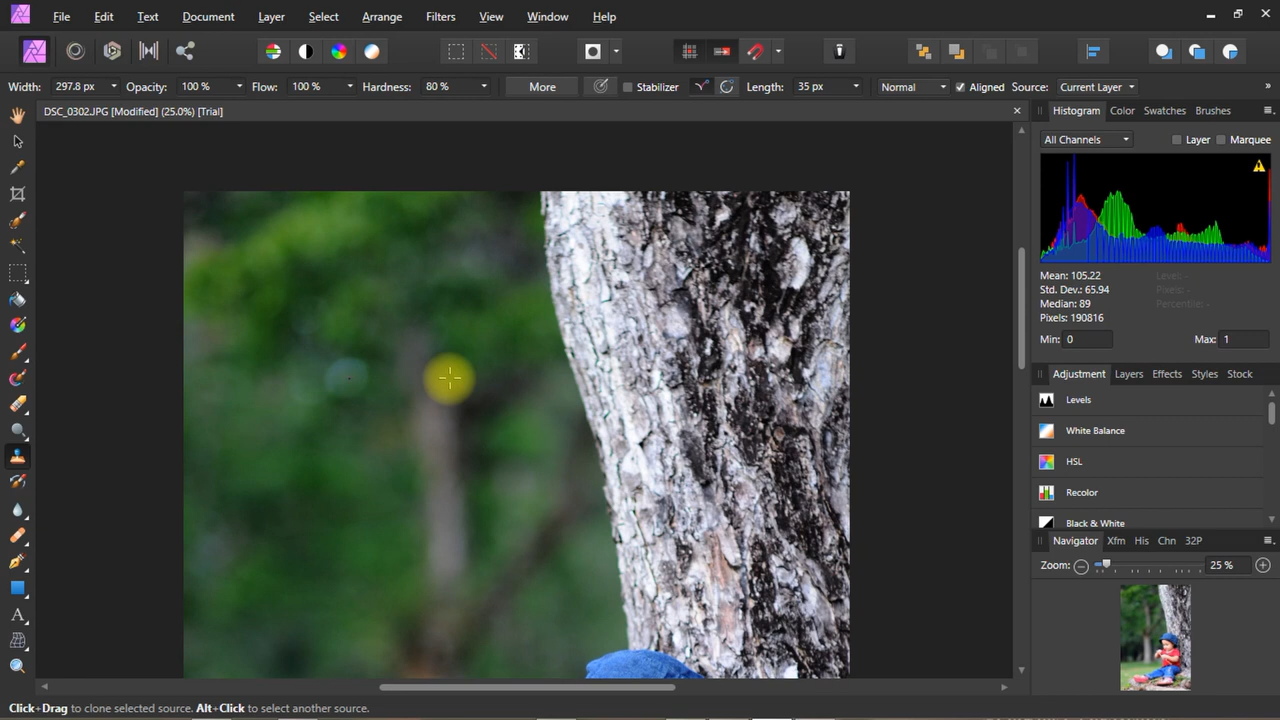 File Edit Text Document Layer Select Arrange Filters View Window Help
Width: 297.8 px Opacity: 100 % Flow: 100 % Hardness: 80 % More Stabilizer Length: 35 px Normal Aligned Source: Current Layer »
DSC_0302.JPG [Modified] (25.0%) [Trial]
Histogram Color Swatches Brushes
All Channels Layer Marquee
Mean: 105.22 Level: -
Std. Dev.: 65.94 Pixels: -
Median: 89 Percentile: -
Pixels: 190816
Min: 0 Max: 1
Adjustment Layers Effects Styles Stock
Levels
White Balance
HSL
Recolor
Black & White
Navigator Xfm His Chn 32P
Zoom: 25 %
Click+Drag to clone selected source. Alt+Click to select another source.